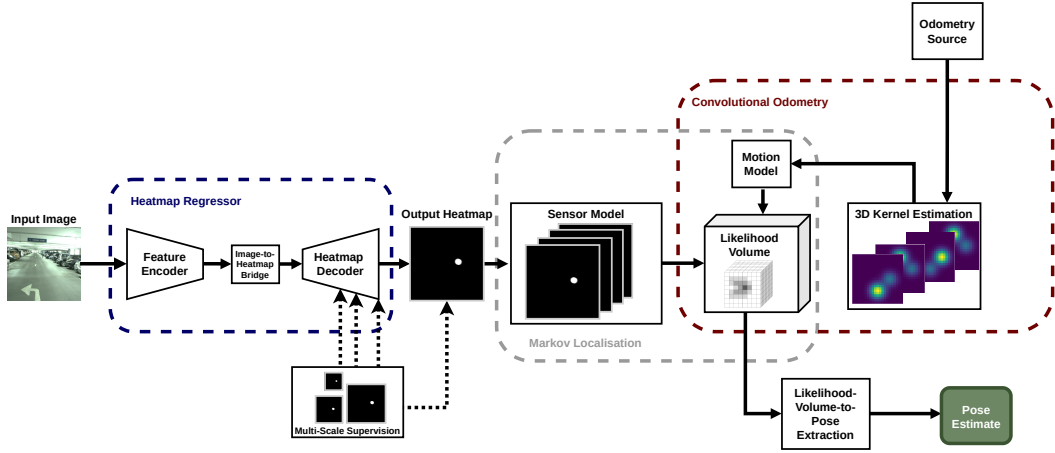 Odometry
Source
Convolutional Odometry
Motion
Model
Heatmap Regressor
Input Image
Output Heatmap
Sensor Model
3D Kernel Estimation
Feature
Encoder
Image-to-
Heatmap
Bridge
Heatmap
Decoder
Likelihood
Volume
Markov Localisation
Multi-Scale Supervision
Likelihood-
Volume-to-
Pose
Extraction
Pose
Estimate